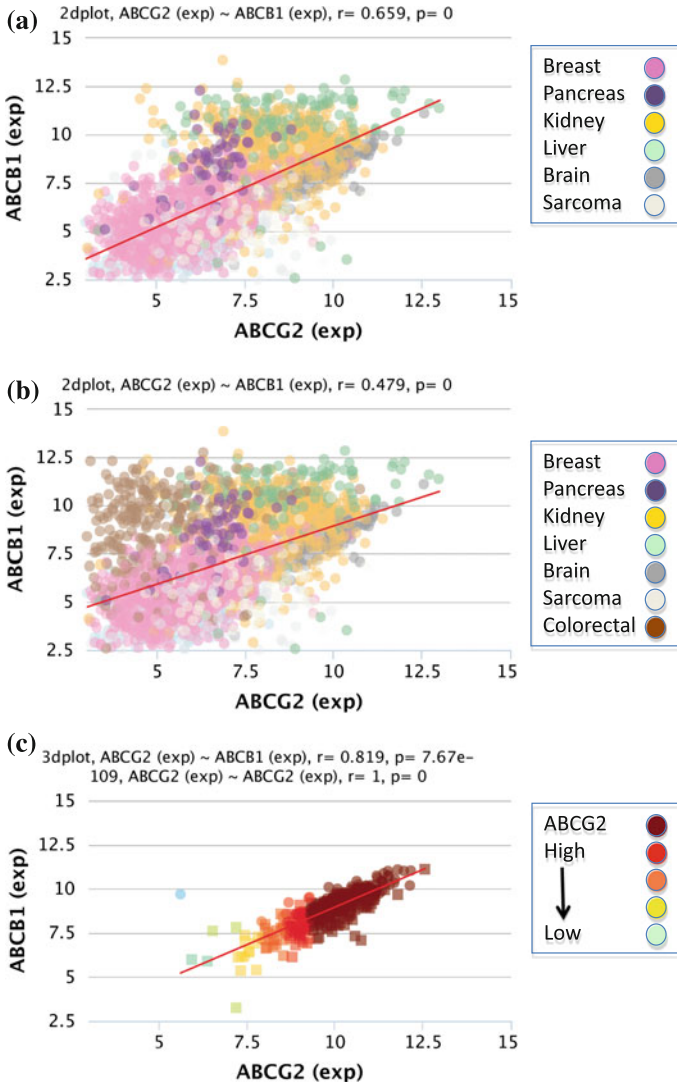 (a)
2dplot, ABCG2 (exp) ~ ABCB1 (exp), r= 0.659, p= 0
15
12.5
10
7.5
5
2.5
ABCB1 (exp)
5
7.5
10
12.5
15
ABCG2 (exp)
Breast
Pancreas
Kidney
Liver
Brain
Sarcoma
(b)
2dplot, ABCG2 (exp) ~ ABCB1 (exp), r= 0.479, p= 0
15
12.5
10
7.5
5
2.5
ABCB1 (exp)
5
7.5
10
12.5
15
ABCG2 (exp)
Breast
Pancreas
Kidney
Liver
Brain
Sarcoma
Colorectal
(c)
3dplot, ABCG2 (exp) ~ ABCB1 (exp), r= 0.819, p= 7.67e-
109, ABCG2 (exp) ~ ABCG2 (exp), r= 1, p= 0
15
12.5
10
7.5
5
2.5
ABCB1 (exp)
5
7.5
10
12.5
15
ABCG2 (exp)
ABCG2
High
Low